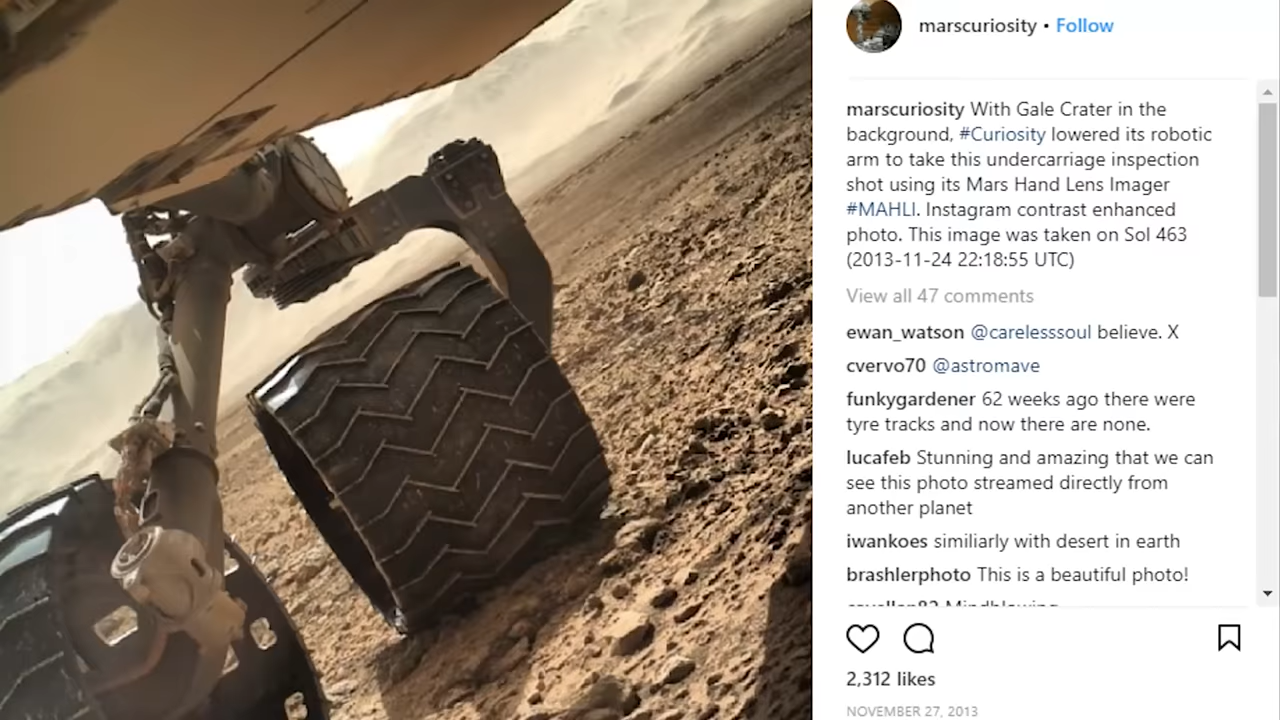 marscuriosity • Follow
marscuriosity With Gale Crater in the
background, #Curiosity lowered its robotic
arm to take this undercarriage inspection
shot using its Mars Hand Lens Imager
#MAHLI. Instagram contrast enhanced
photo. This image was taken on Sol 463
(2013-11-24 22:18:55 UTC)
View all 47 comments
ewan_watson @carelesssoul believe. X
cvervo70 @astromave
funkygardener 62 weeks ago there were
tyre tracks and now there are none.
lucafeb Stunning and amazing that we can
see this photo streamed directly from
another planet
iwankoes similiarly with desert in earth
brashlerphoto This is a beautiful photo!
2,312 likes
NOVEMBER 27, 2013